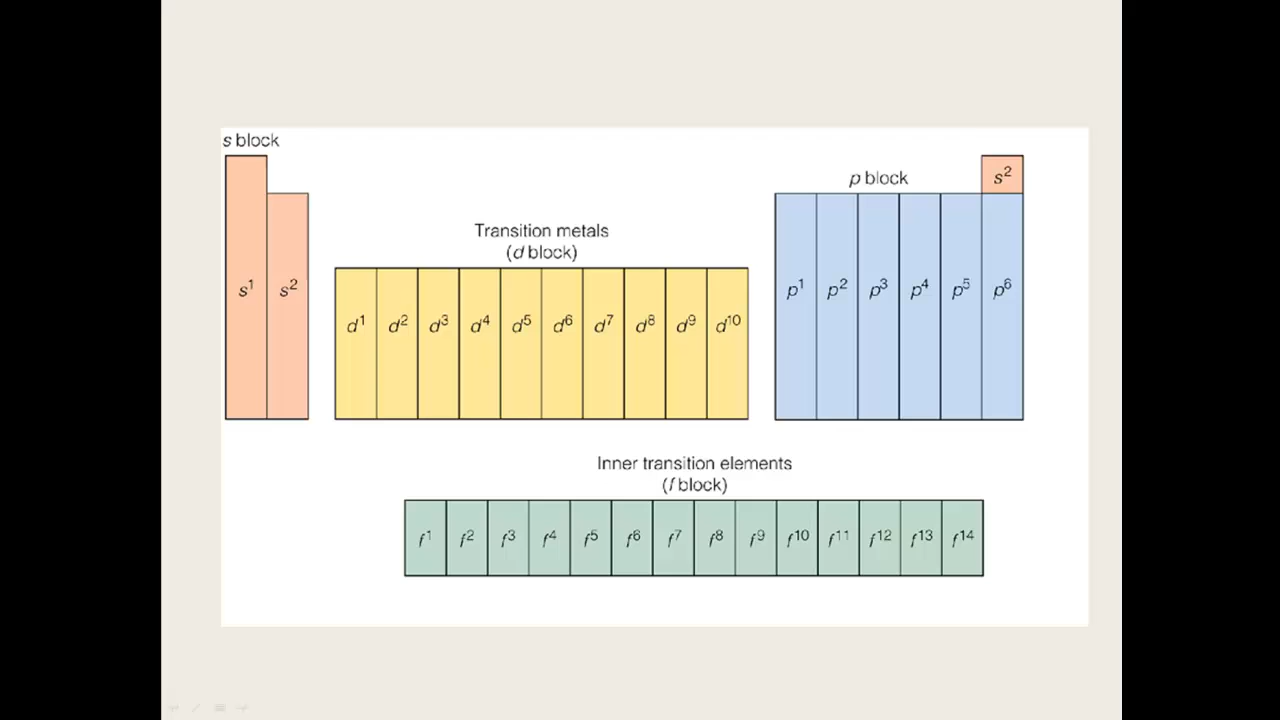 s block
s²
p block
Transition metals
(d block)
s¹ s²
p¹ p² p³ p⁴ p⁵ p⁶
d¹ d² d³ d⁴ d⁵ d⁶ d⁷ d⁸ d⁹ d¹⁰
Inner transition elements
(f block)
f¹ f² f³ f⁴ f⁵ f⁶ f⁷ f⁸ f⁹ f¹⁰ f¹¹ f¹² f¹³ f¹⁴